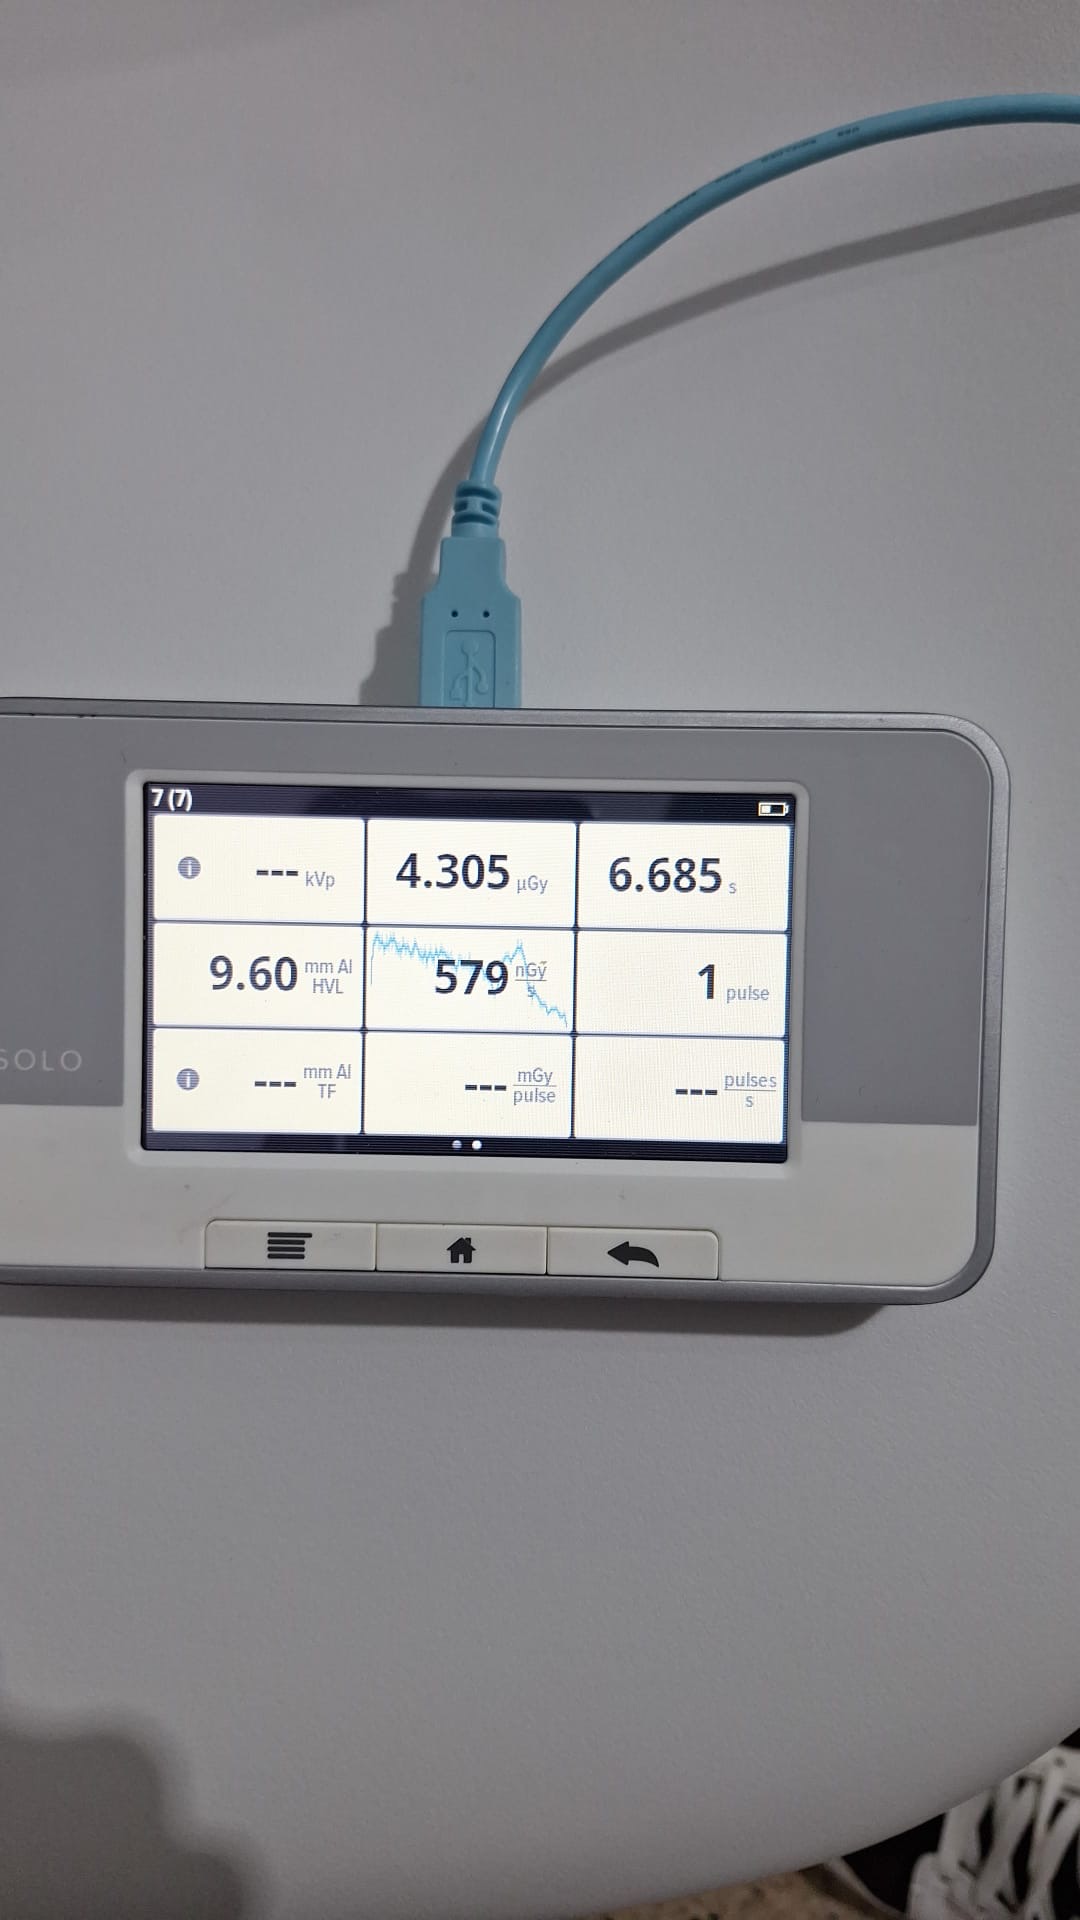 7 (7)
--- kVp
4.305 µGy
6.685 s
9.60 mm Al HVL
579 nGy s
1 pulse
--- mm Al TF
--- mGy pulse
--- pulses s
SOLO